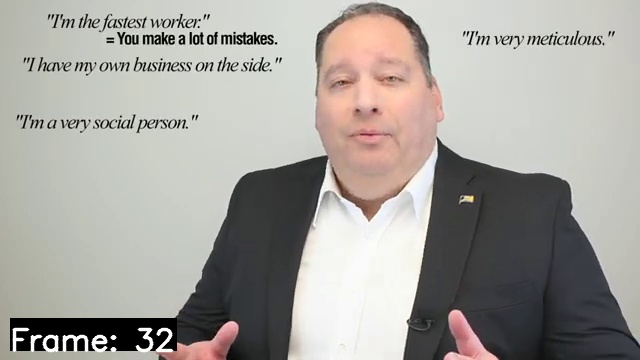 "I'm the fastest worker."
= You make a lot of mistakes.
"I'm very meticulous."
"I have my own business on the side."
"I'm a very social person."
Frame: 32